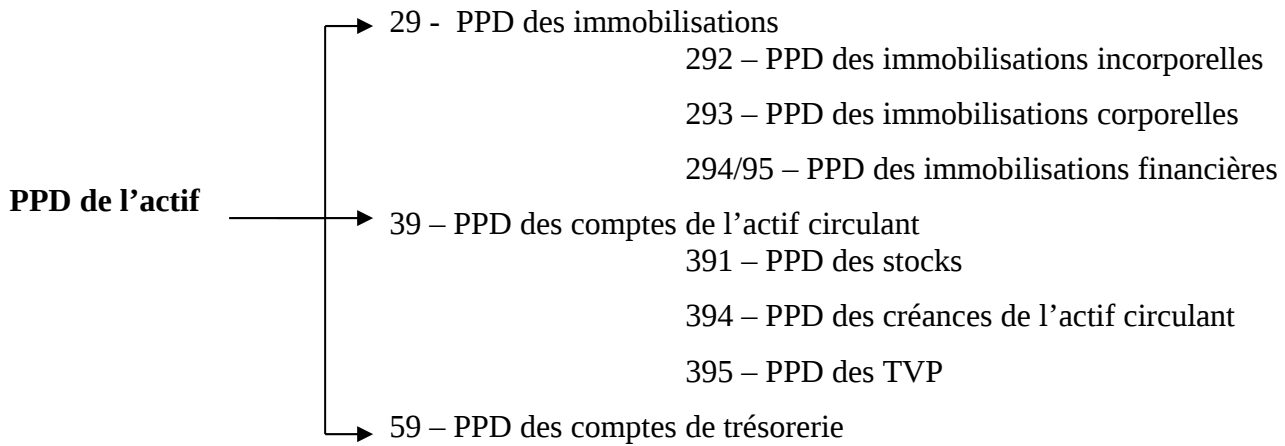 29 - PPD des immobilisations
292 – PPD des immobilisations incorporelles
293 – PPD des immobilisations corporelles
294/95 – PPD des immobilisations financières
PPD de l’actif
39 – PPD des comptes de l’actif circulant
391 – PPD des stocks
394 – PPD des créances de l’actif circulant
395 – PPD des TVP
59 – PPD des comptes de trésorerie